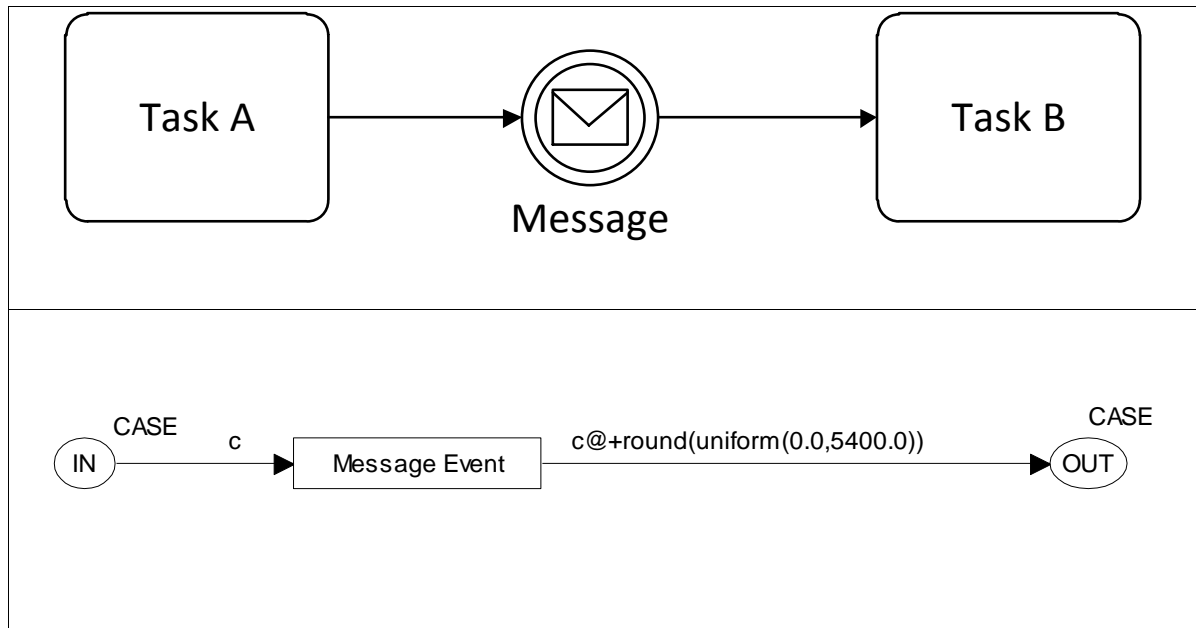 Task A
Task B
Message
CASE
c
c@+round(uniform(0.0,5400.0))
CASE
IN
Message Event
OUT